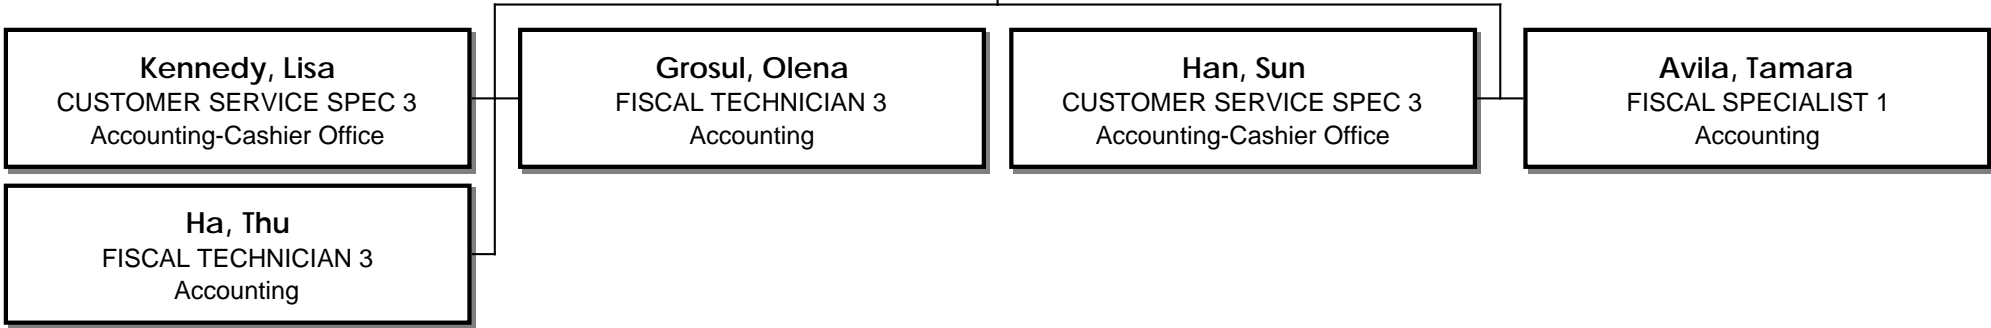 Kennedy, Lisa
CUSTOMER SERVICE SPEC 3
Accounting-Cashier Office
Grosul, Olena
FISCAL TECHNICIAN 3
Accounting
Han, Sun
CUSTOMER SERVICE SPEC 3
Accounting-Cashier Office
Avila, Tamara
FISCAL SPECIALIST 1
Accounting
Ha, Thu
FISCAL TECHNICIAN 3
Accounting